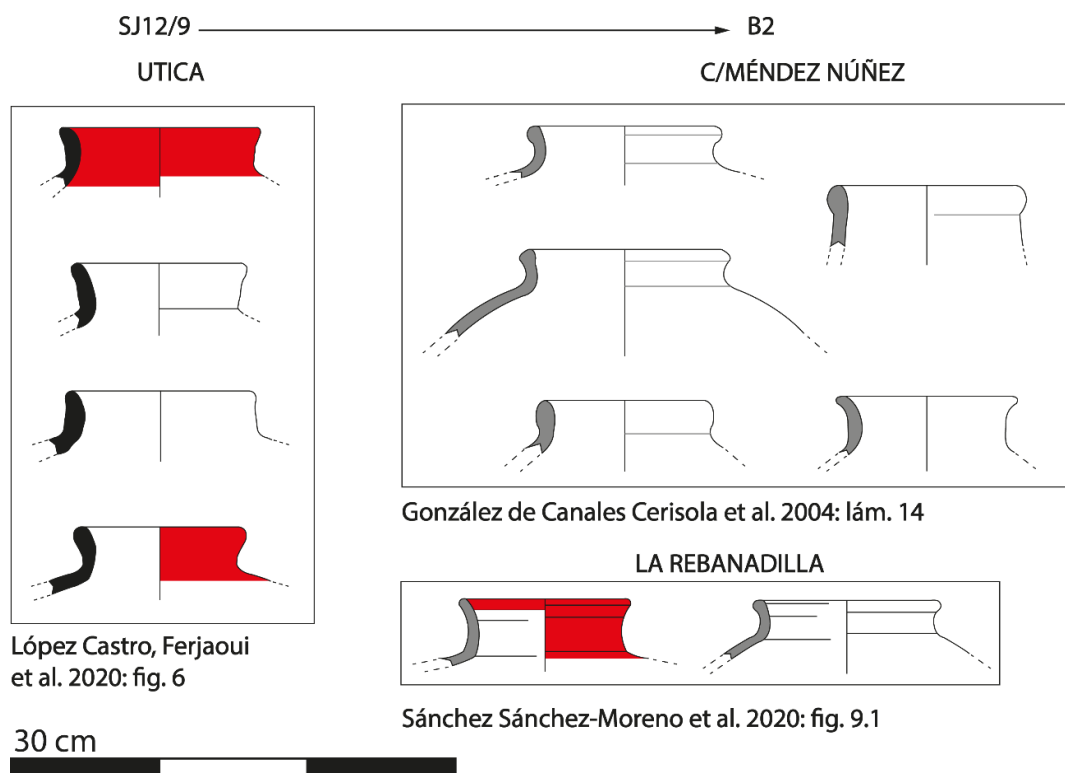 SJ12/9 B2
UTICA
C/MÉNDEZ NÚÑEZ
López Castro, Ferjaoui
et al. 2020: fig. 6
González de Canales Cerisola et al. 2004: lám. 14
LA REBANADILLA
Sánchez Sánchez-Moreno et al. 2020: fig. 9.1
30 cm